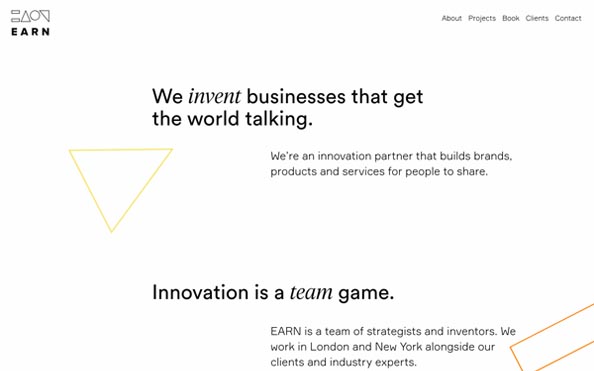 EARN
About Projects Book Clients Contact
We invent businesses that get
the world talking.
We're an innovation partner that builds brands,
products and services for people to share.
Innovation is a team game.
EARN is a team of strategists and inventors. We
work in London and New York alongside our
clients and industry experts.